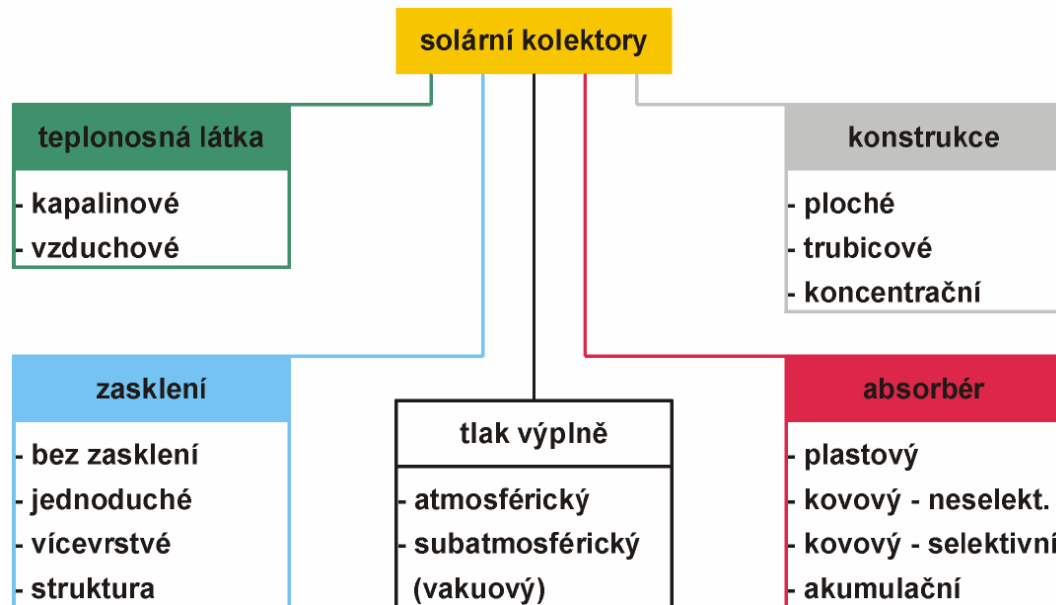 solární kolektory
teplonosná látka
- kapalinové
- vzduchové
konstrukce
- ploché
- trubicové
- koncentrační
zasklení
- bez zasklení
- jednoduché
- vícevrstvé
- struktura
tlak výplně
- atmosférický
- subatmosférický
(vakuový)
absorbér
- plastový
- kovový - neselekt.
- kovový - selektivní
- akumulační